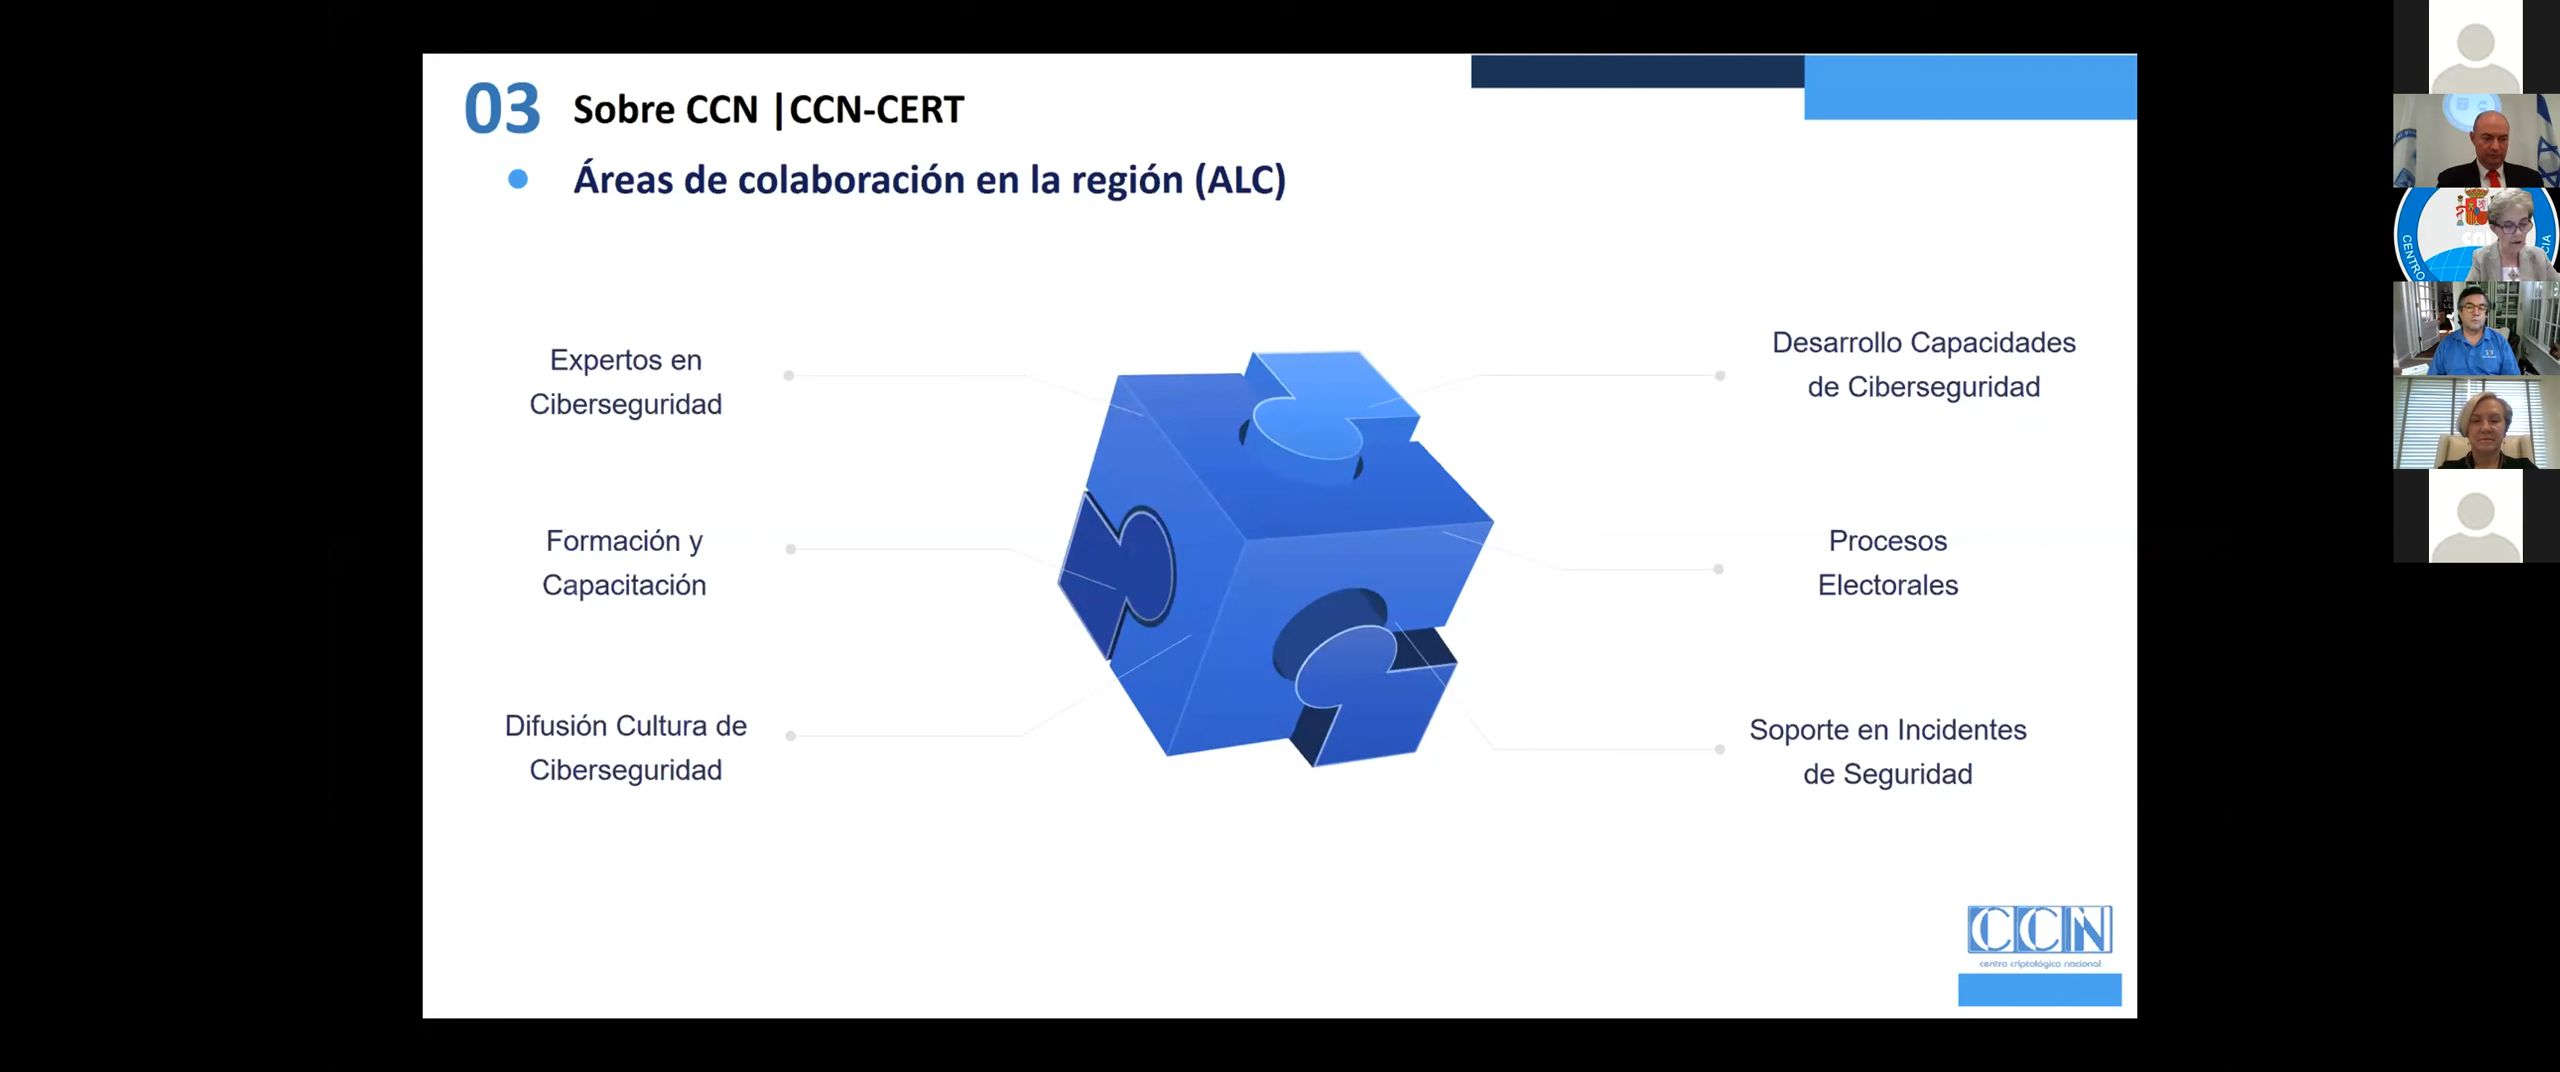 03 Sobre CCN |CCN-CERT
Áreas de colaboración en la región (ALC)
Expertos en
Ciberseguridad
Formación y
Capacitación
Difusión Cultura de
Ciberseguridad
Desarrollo Capacidades
de Ciberseguridad
Procesos
Electorales
Soporte en Incidentes
de Seguridad
CCN
centro criptológico nacional
CENTRO